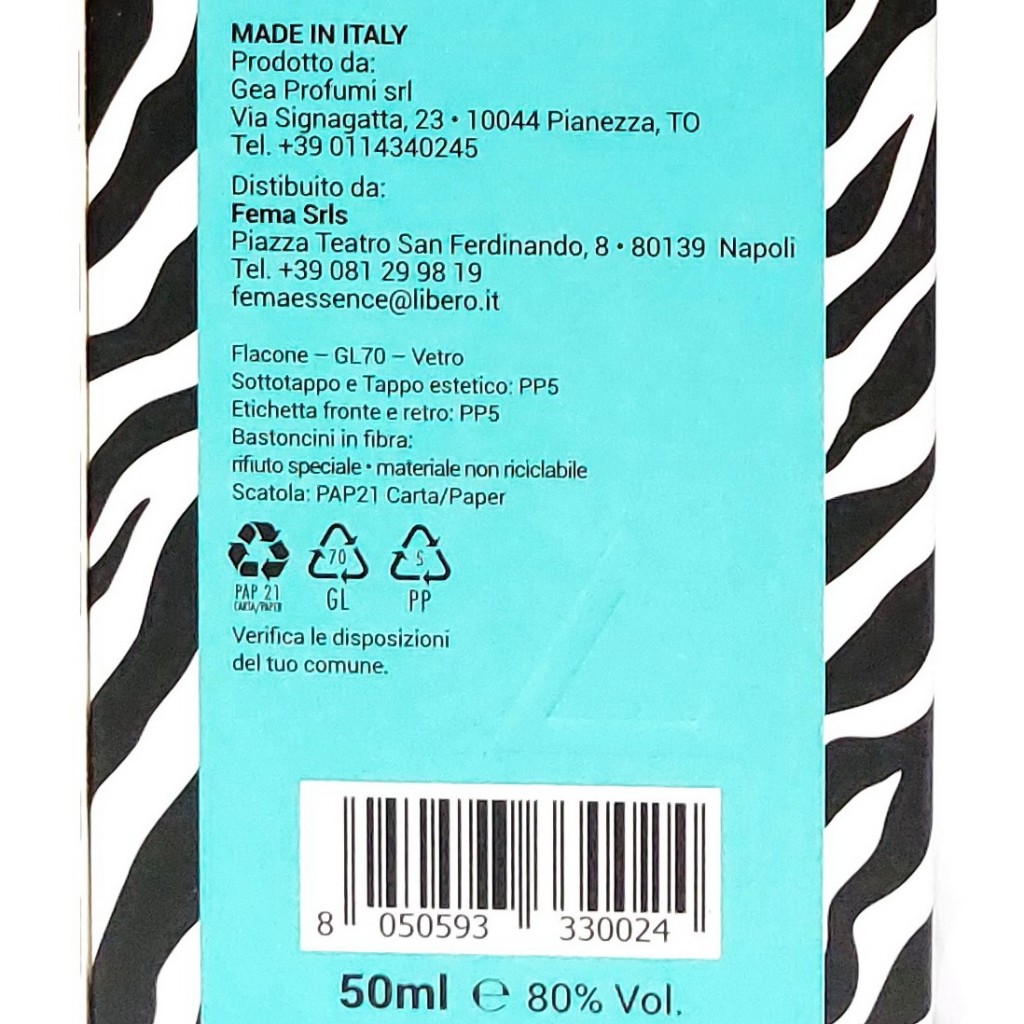 MADE IN ITALY
Prodotto da:
Gea Profumi srl
Via Signagatta, 23 • 10044 Pianezza, TO
Tel. +39 0114340245
Distibuito da:
Fema Srls
Piazza Teatro San Ferdinando, 8 • 80139 Napoli
Tel. +39 081 29 98 19
femaessence@libero.it
Flacone – GL70 – Vetro
Sottotappo e Tappo estetico: PP5
Etichetta fronte e retro: PP5
Bastoncini in fibra:
rifiuto speciale • materiale non riciclabile
Scatola: PAP21 Carta/Paper
70 5
PAP 21 GL PP
CARTA/PAPER
Verifica le disposizioni
del tuo comune.
8 050593 330024
50ml ℮ 80% Vol.